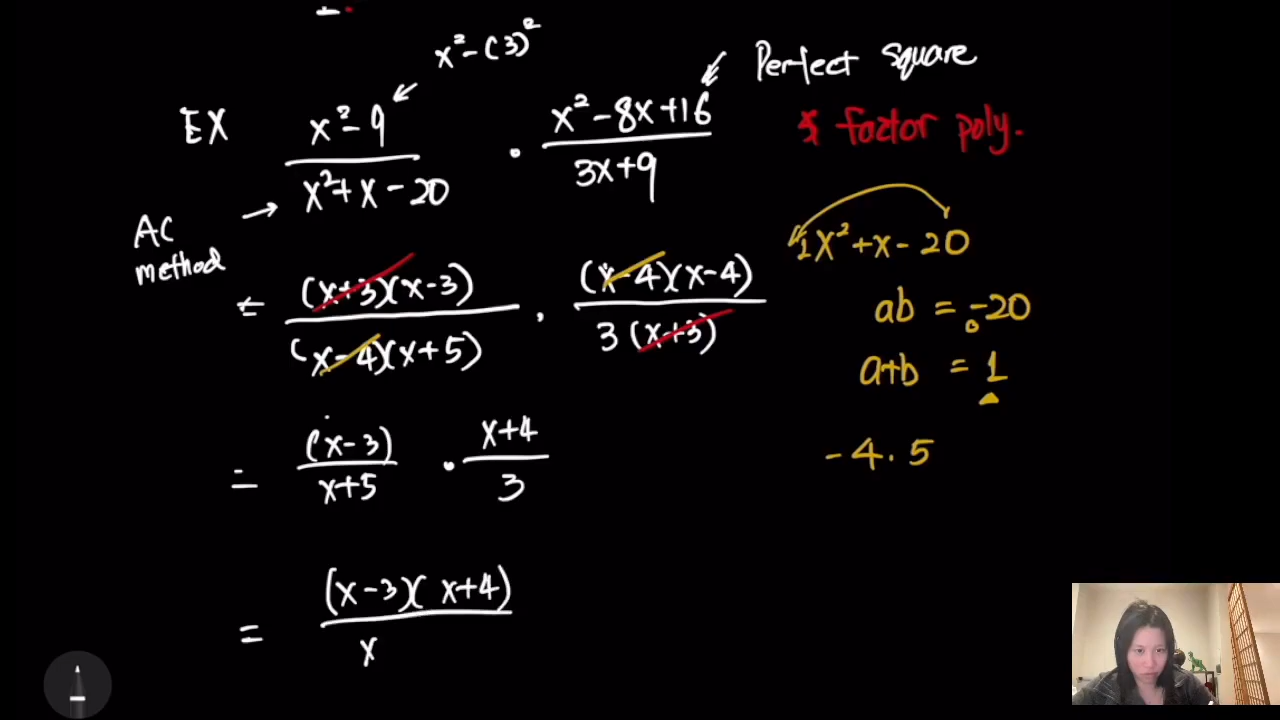 x² - (3)²
Perfect Square
EX x² - 9 / x² + x - 20 · x² - 8x + 16 / 3x + 9
* factor poly.
AC
method
1x² + x - 20
= (x+3)(x-3) / (x-4)(x+5) · (x-4)(x-4) / 3(x+3)
ab = -20
a+b = 1
= (x-3) / x+5 · x+4 / 3
-4 · 5
= (x-3)(x+4) / x